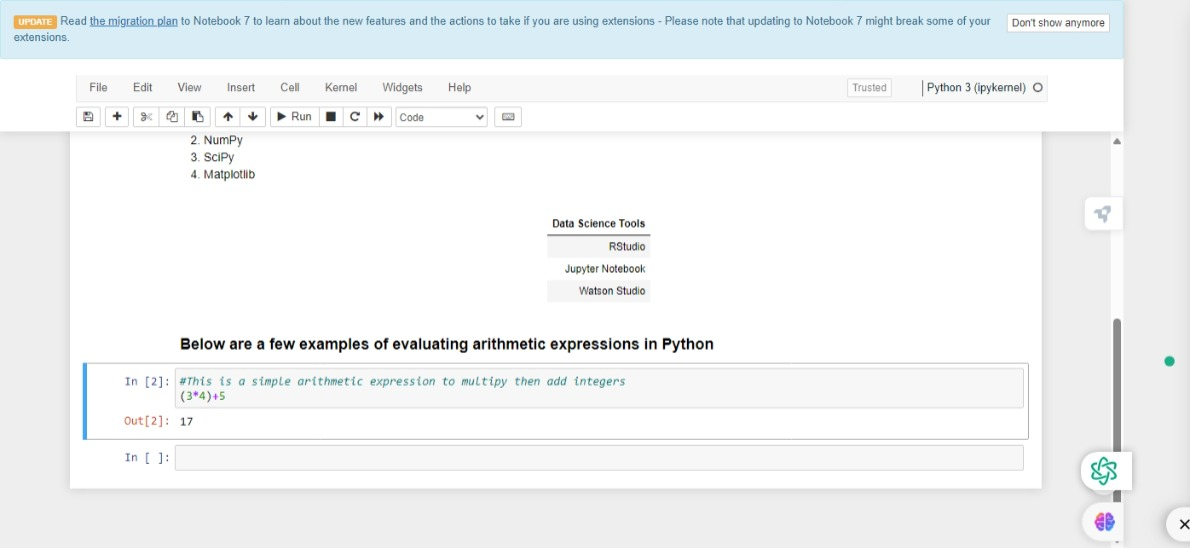 UPDATE Read the migration plan to Notebook 7 to learn about the new features and the actions to take if you are using extensions - Please note that updating to Notebook 7 might break some of your
extensions.
Don't show anymore
File Edit View Insert Cell Kernel Widgets Help Trusted Python 3 (ipykernel)
Run Code
2. NumPy
3. SciPy
4. Matplotlib
Data Science Tools
RStudio
Jupyter Notebook
Watson Studio
Below are a few examples of evaluating arithmetic expressions in Python
In [2]: #This is a simple arithmetic expression to multipy then add integers
(3*4)+5
Out[2]: 17
In [ ]: